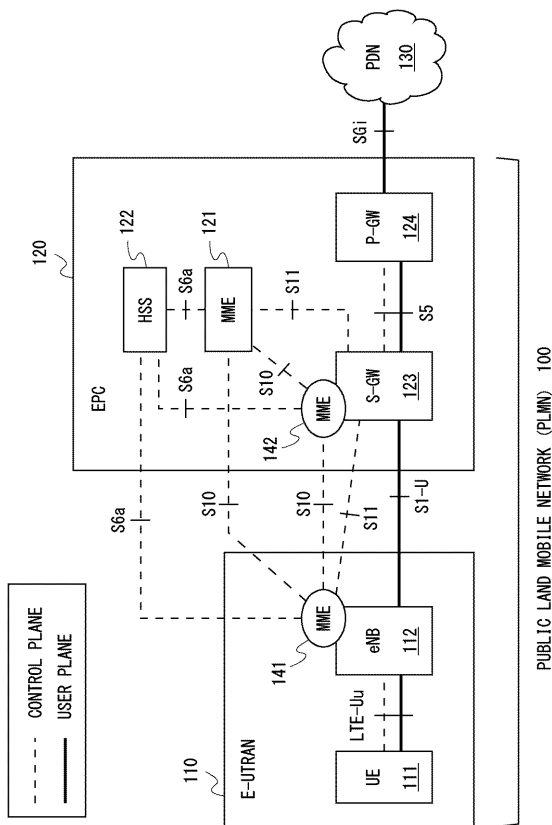 CONTROL PLANE
USER PLANE
120
EPC
122
HSS
S6a
121
MME
S6a
S11
S10
S6a
S10
S10
S11
142
MME
S-GW
123
S5
P-GW
124
SGi
PDN
130
110
E-UTRAN
141
MME
UE
111
LTE-Uu
eNB
112
S1-U
PUBLIC LAND MOBILE NETWORK (PLMN) 100